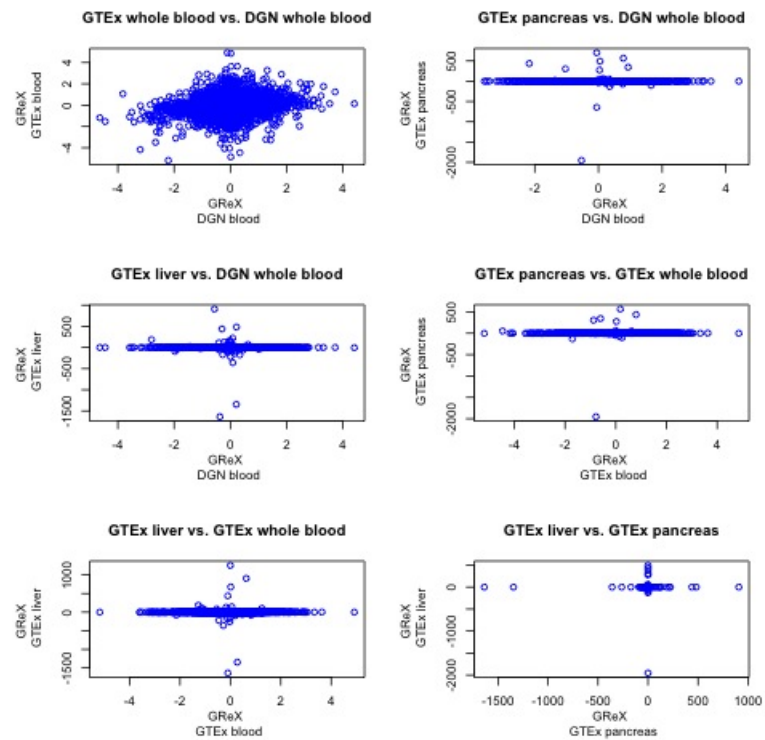 GTEx whole blood vs. DGN whole blood
GReX
GTEx blood
4
2
0
-4
-4
-2
0
2
4
GReX
DGN blood
GTEx pancreas vs. DGN whole blood
GReX
GTEx pancreas
500
-500
-2000
-2
0
2
4
GReX
DGN blood
GTEx liver vs. DGN whole blood
GReX
GTEx liver
500
-500
-1500
-4
-2
0
2
4
GReX
DGN blood
GTEx pancreas vs. GTEx whole blood
GReX
GTEx pancreas
500
-500
-2000
-4
-2
0
2
4
GReX
GTEx blood
GTEx liver vs. GTEx whole blood
GReX
GTEx liver
1000
0
-1500
-4
-2
0
2
4
GReX
GTEx blood
GTEx liver vs. GTEx pancreas
GReX
GTEx liver
0
-1000
-2000
-1500
-500
0
500
1000
GReX
GTEx pancreas